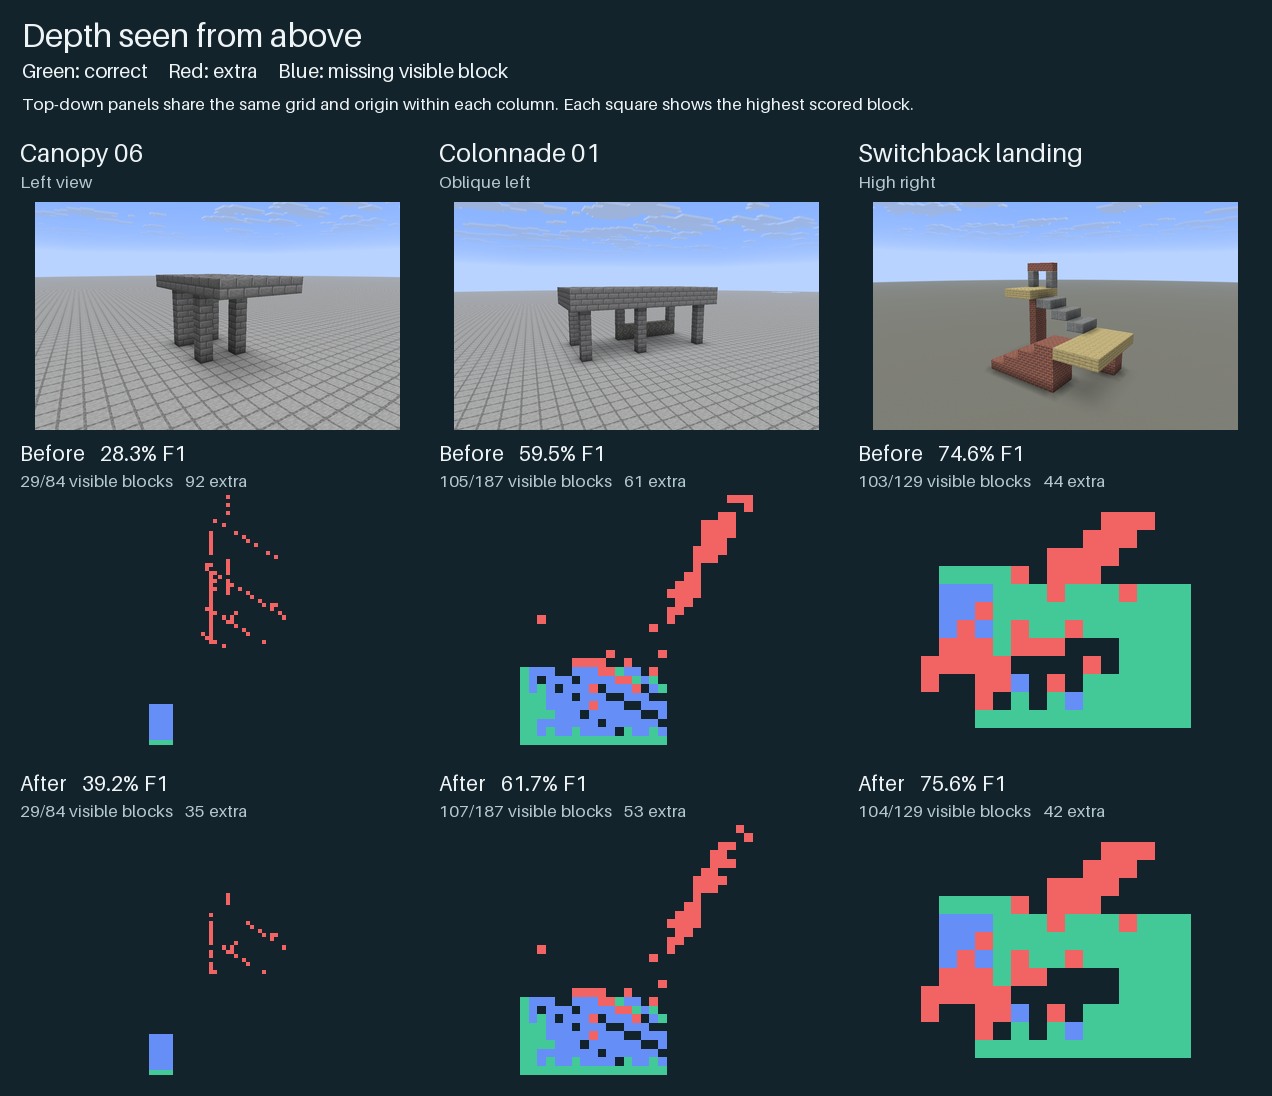 Depth seen from above
Green: correct Red: extra Blue: missing visible block
Top-down panels share the same grid and origin within each column. Each square shows the highest scored block.
Canopy 06
Left view
Colonnade 01
Oblique left
Switchback landing
High right
Before 28.3% F1
29/84 visible blocks 92 extra
Before 59.5% F1
105/187 visible blocks 61 extra
Before 74.6% F1
103/129 visible blocks 44 extra
After 39.2% F1
29/84 visible blocks 35 extra
After 61.7% F1
107/187 visible blocks 53 extra
After 75.6% F1
104/129 visible blocks 42 extra